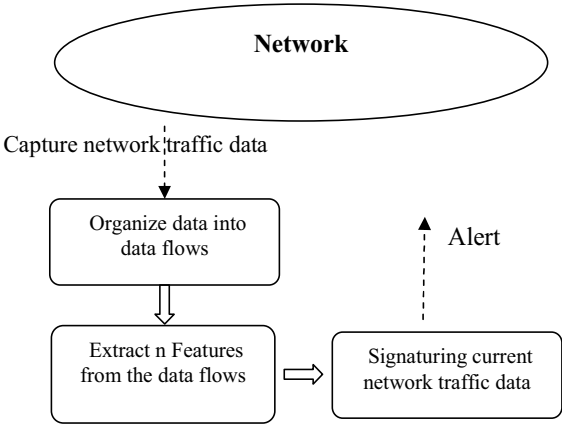 Network
Capture network traffic data
Organize data into
data flows
Alert
Extract n Features
from the data flows
Signaturing current
network traffic data